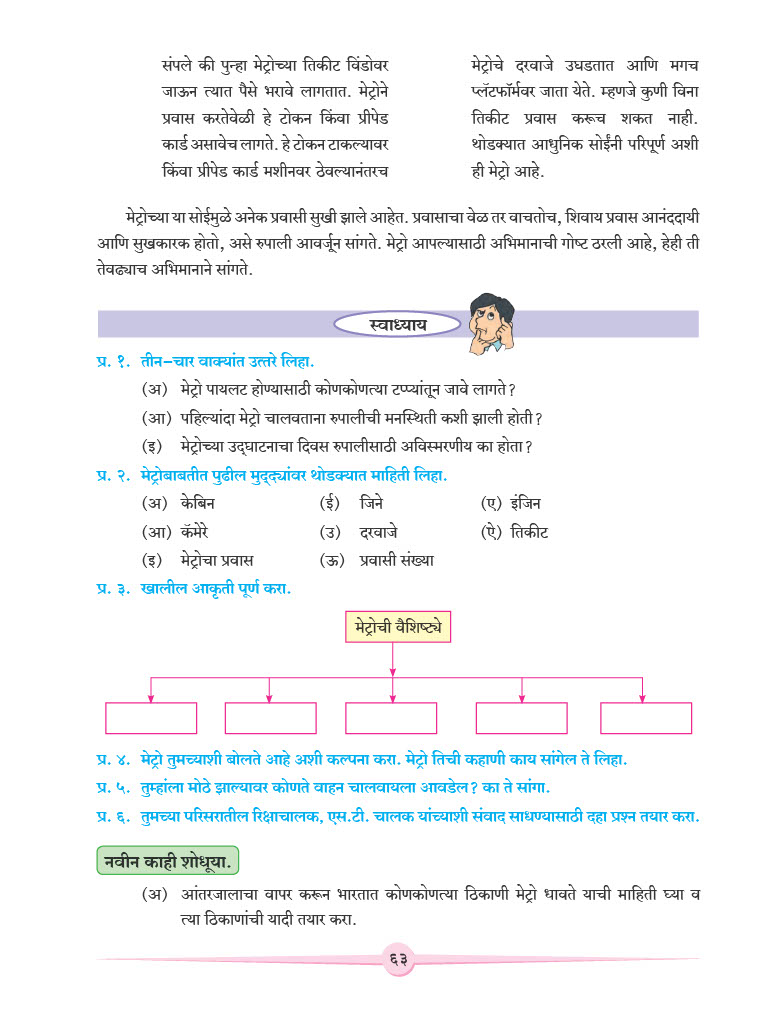 संपले की पुन्हा मेट्रोच्या तिकीट विंडोवर
जाऊन त्यात पैसे भरावे लागतात. मेट्रोने
प्रवास करतेवेळी हे टोकन किंवा प्रीपेड
कार्ड असावेच लागते. हे टोकन टाकल्यावर
किंवा प्रीपेड कार्ड मशीनवर ठेवल्यानंतरच
मेट्रोचे दरवाजे उघडतात आणि मगच
प्लॅटफॉर्मवर जाता येते. म्हणजे कुणी विना
तिकीट प्रवास करूच शकत नाही.
थोडक्यात आधुनिक सोईंनी परिपूर्ण अशी
ही मेट्रो आहे.
मेट्रोच्या या सोईमुळे अनेक प्रवासी सुखी झाले आहेत. प्रवासाचा वेळ तर वाचतोच, शिवाय प्रवास आनंददायी
आणि सुखकारक होतो, असे रुपाली आवर्जून सांगते. मेट्रो आपल्यासाठी अभिमानाची गोष्ट ठरली आहे, हेही ती
तेवढ्याच अभिमानाने सांगते.
स्वाध्याय
प्र. १. तीन-चार वाक्यांत उत्तरे लिहा.
(अ) मेट्रो पायलट होण्यासाठी कोणकोणत्या टप्प्यांतून जावे लागते?
(आ) पहिल्यांदा मेट्रो चालवताना रुपालीची मनस्थिती कशी झाली होती?
(इ) मेट्रोच्या उद्‌घाटनाचा दिवस रुपालीसाठी अविस्मरणीय का होता?
प्र. २. मेट्रोबाबतीत पुढील मुद्‌द्यांवर थोडक्यात माहिती लिहा.
(अ) केबिन (ई) जिने (ए) इंजिन
(आ) कॅमेरे (उ) दरवाजे (ऐ) तिकीट
(इ) मेट्रोचा प्रवास (ऊ) प्रवासी संख्या
प्र. ३. खालील आकृती पूर्ण करा.
मेट्रोची वैशिष्ट्ये
प्र. ४. मेट्रो तुमच्याशी बोलते आहे अशी कल्पना करा. मेट्रो तिची कहाणी काय सांगेल ते लिहा.
प्र. ५. तुम्हांला मोठे झाल्यावर कोणते वाहन चालवायला आवडेल? का ते सांगा.
प्र. ६. तुमच्या परिसरातील रिक्षाचालक, एस.टी. चालक यांच्याशी संवाद साधण्यासाठी दहा प्रश्न तयार करा.
नवीन काही शोधूया.
(अ) आंतरजालाचा वापर करून भारतात कोणकोणत्या ठिकाणी मेट्रो धावते याची माहिती घ्या व
त्या ठिकाणांची यादी तयार करा.
६३